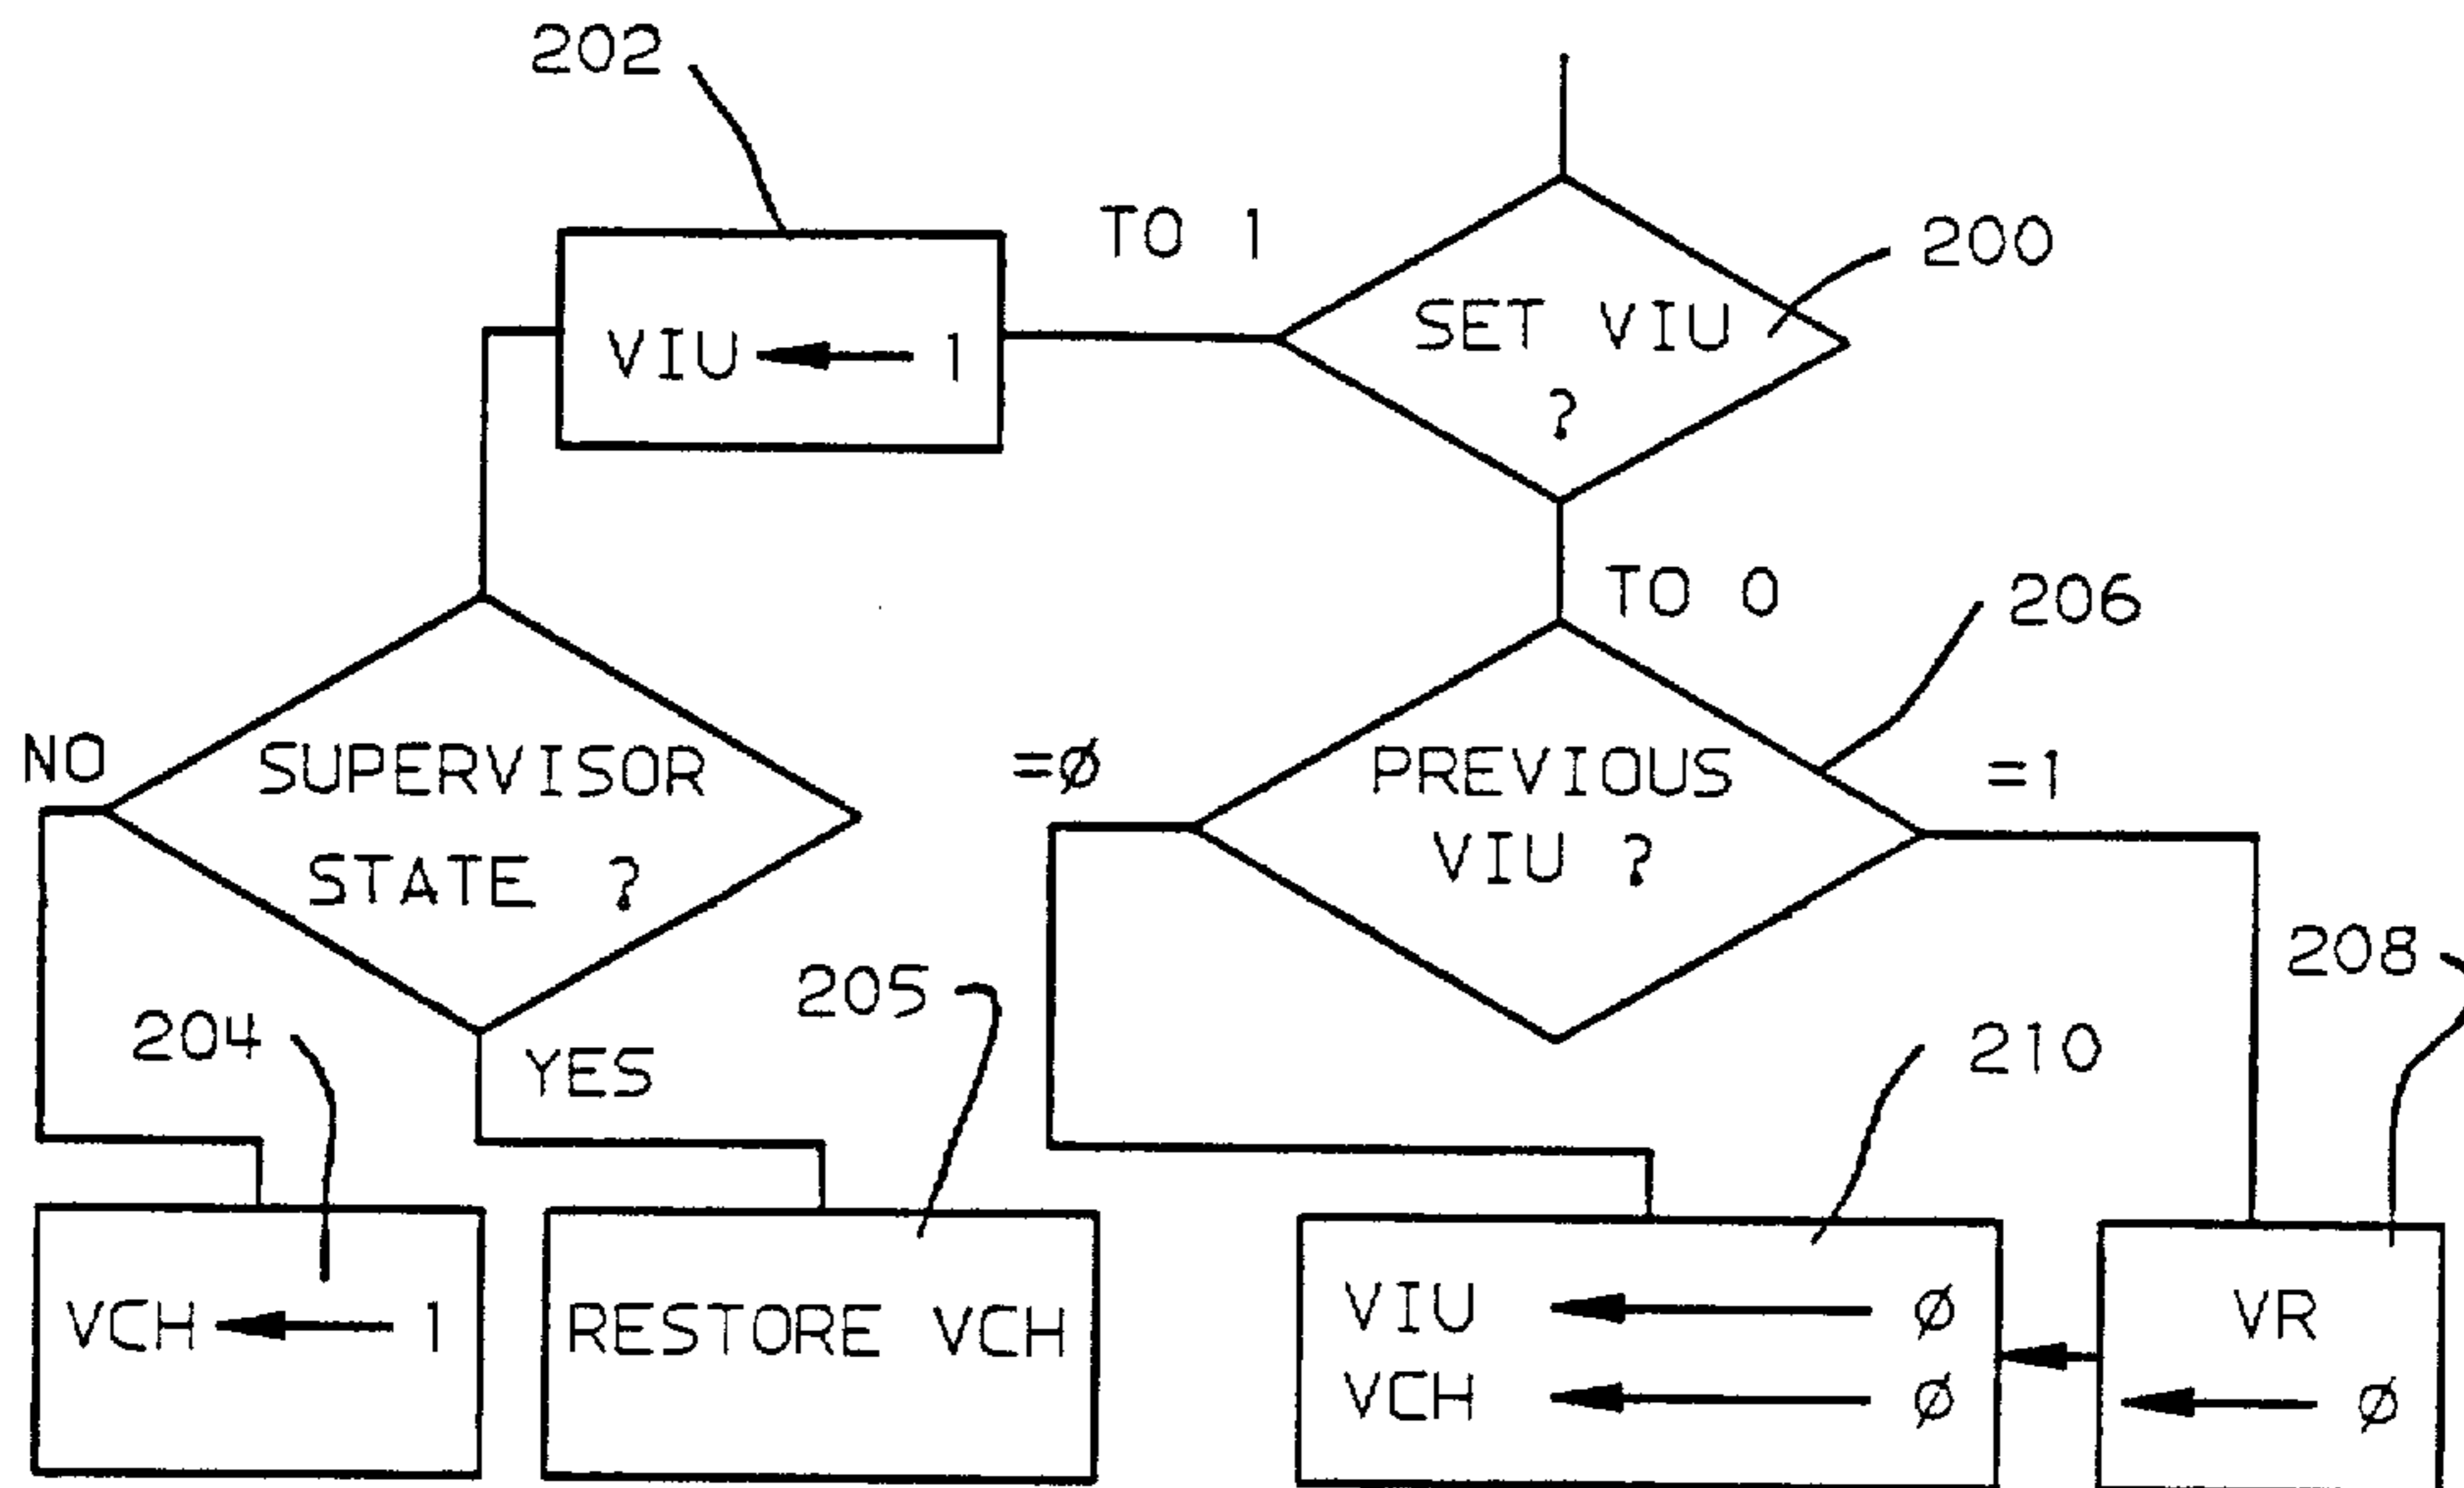 202
TO 1
200
SET VIU
?
VIU ← 1
TO 0
206
NO
SUPERVISOR
STATE ?
=Ø
PREVIOUS
VIU ?
=1
208
205
204
YES
210
VCH ← 1
RESTORE VCH
VIU ← Ø
VCH ← Ø
VR
← Ø